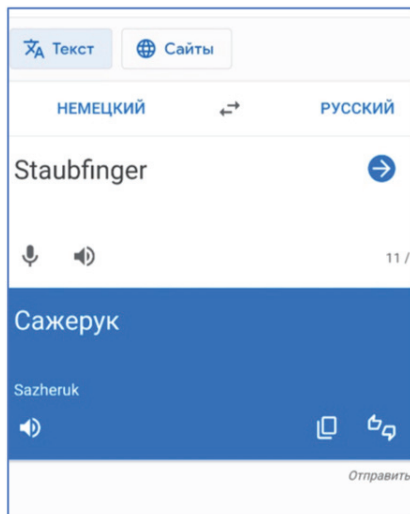 Текст Сайты
НЕМЕЦКИЙ РУССКИЙ
Staubfinger
11 /
Сажерук
Sazheruk
Отправить